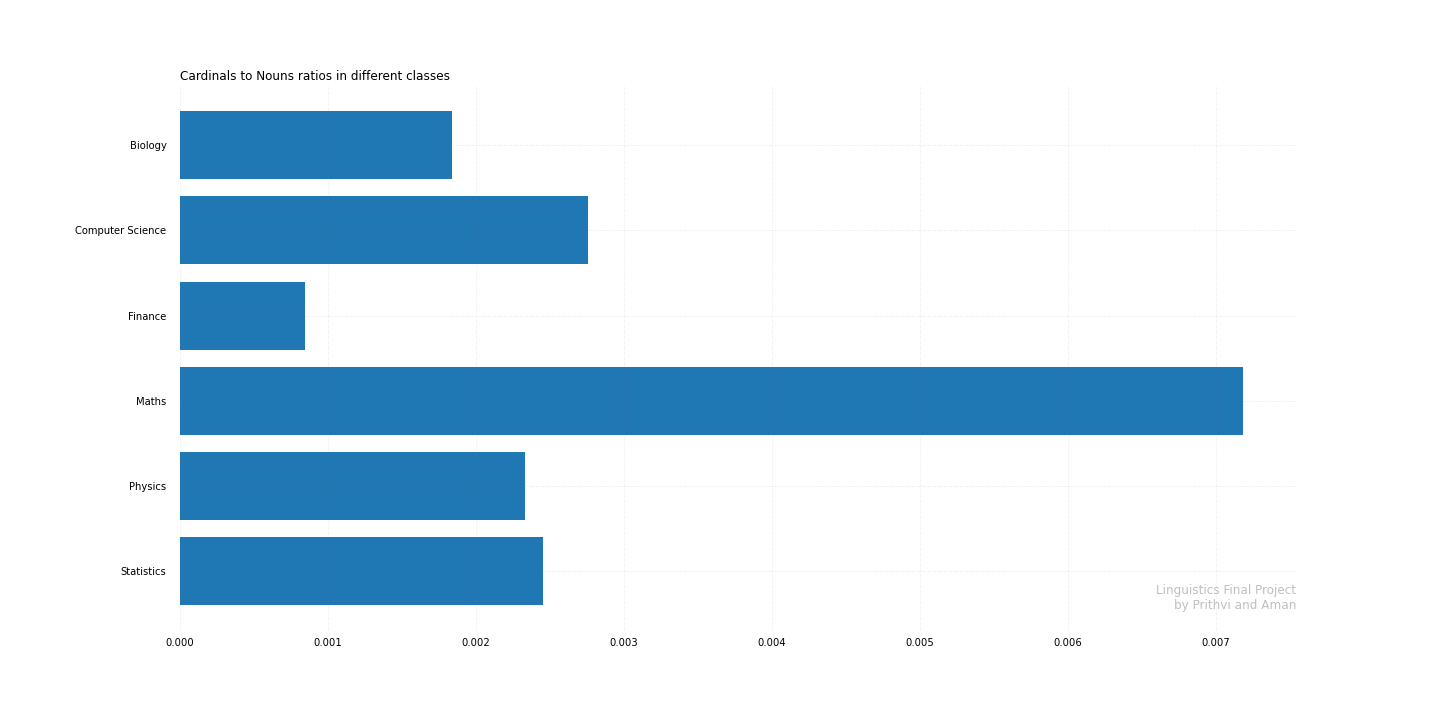 Cardinals to Nouns ratios in different classes
Biology
Computer Science
Finance
Maths
Physics
Statistics
Linguistics Final Project
by Prithvi and Aman
0.000 0.001 0.002 0.003 0.004 0.005 0.006 0.007